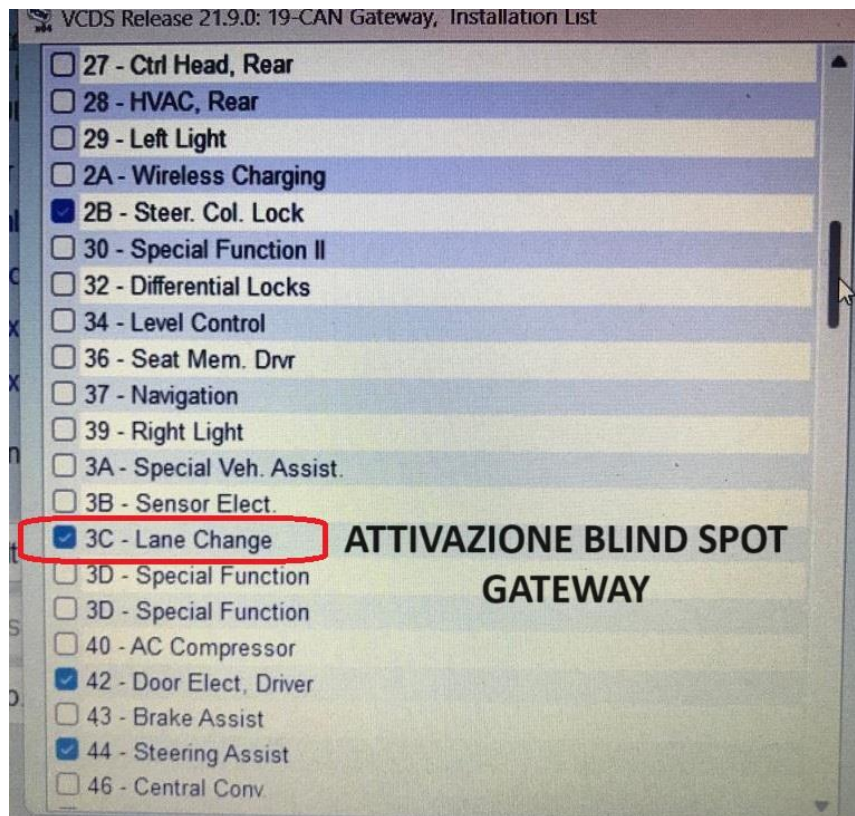 VCDS Release 21.9.0: 19-CAN Gateway, Installation List
27 - Ctrl Head, Rear
28 - HVAC, Rear
29 - Left Light
2A - Wireless Charging
2B - Steer. Col. Lock
30 - Special Function II
32 - Differential Locks
34 - Level Control
36 - Seat Mem. Drvr
37 - Navigation
39 - Right Light
3A - Special Veh. Assist.
3B - Sensor Elect.
3C - Lane Change
ATTIVAZIONE BLIND SPOT
GATEWAY
3D - Special Function
3D - Special Function
40 - AC Compressor
42 - Door Elect, Driver
43 - Brake Assist
44 - Steering Assist
46 - Central Conv.